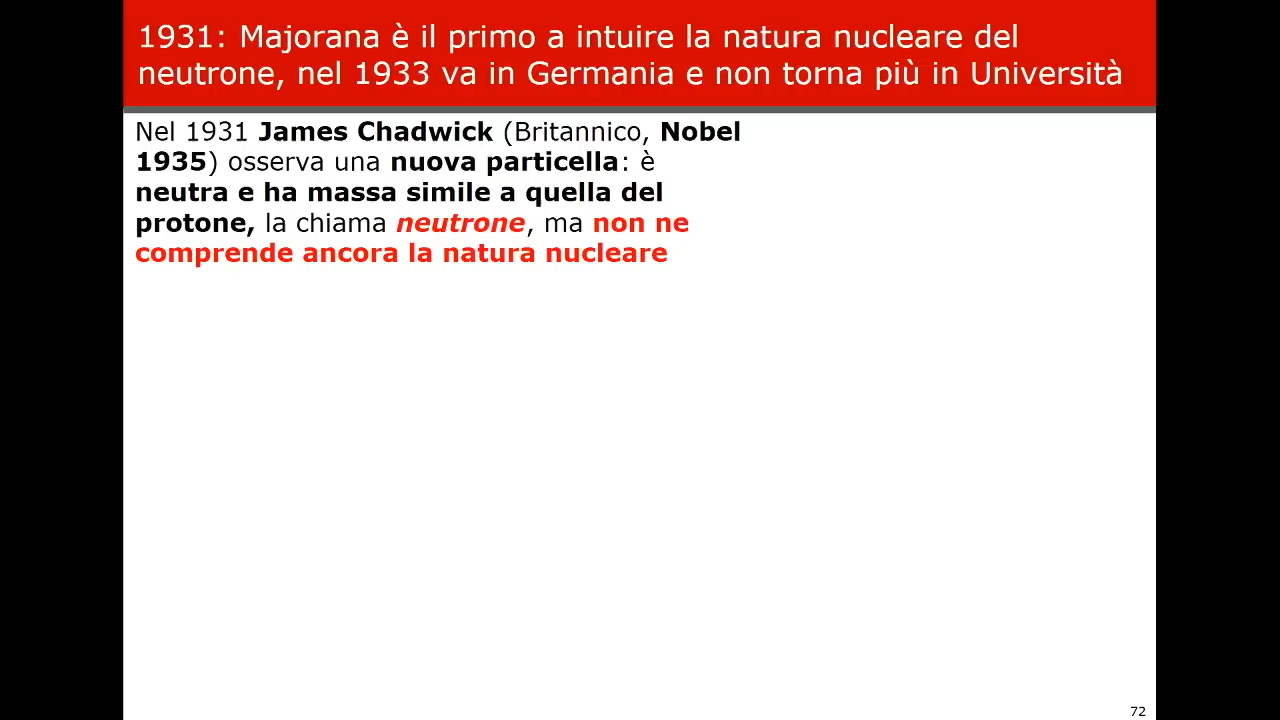 1931: Majorana è il primo a intuire la natura nucleare del
neutrone, nel 1933 va in Germania e non torna più in Università
Nel 1931 James Chadwick (Britannico, Nobel
1935) osserva una nuova particella: è
neutra e ha massa simile a quella del
protone, la chiama neutrone, ma non ne
comprende ancora la natura nucleare
72